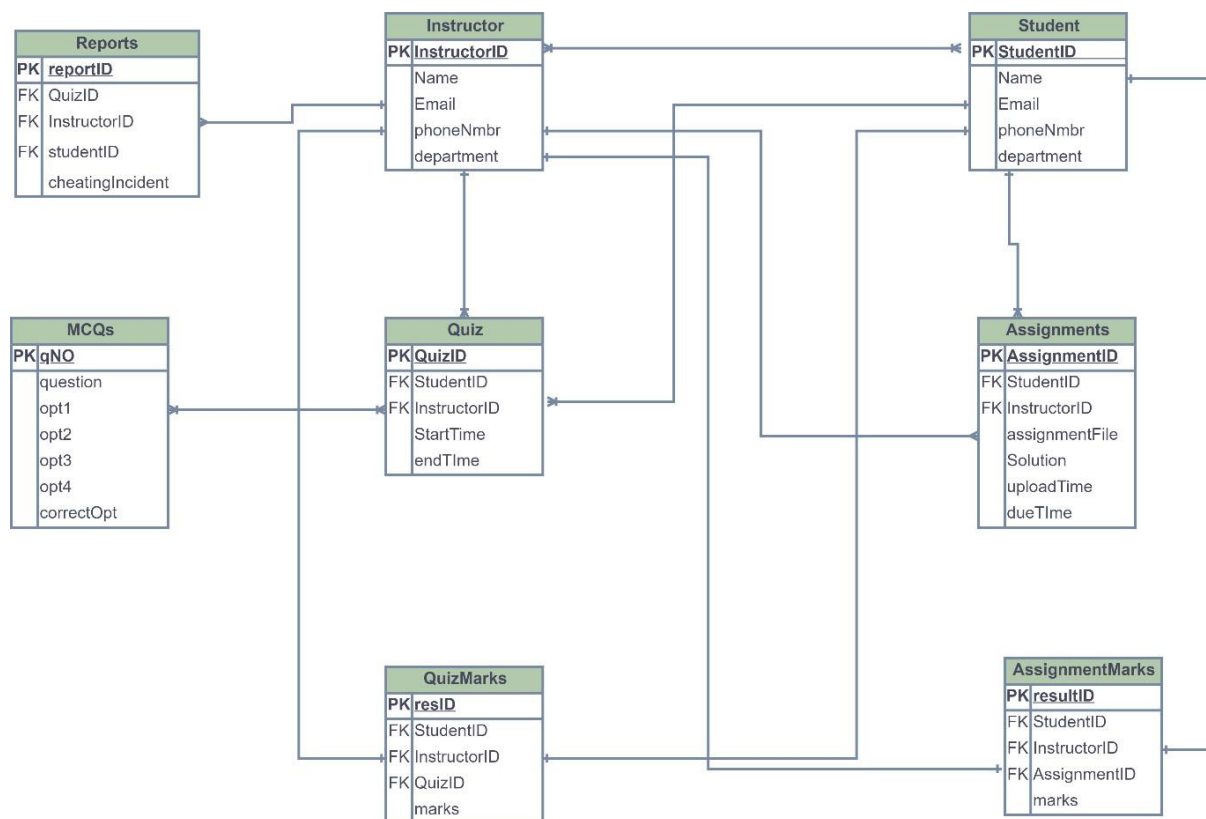 Reports
PK reportID
FK QuizID
FK InstructorID
FK studentID
cheatingIncident
Instructor
PK InstructorID
Name
Email
phoneNmbr
department
Student
PK StudentID
Name
Email
phoneNmbr
department
MCQs
PK qNO
question
opt1
opt2
opt3
opt4
correctOpt
Quiz
PK QuizID
FK StudentID
FK InstructorID
StartTime
endTIme
Assignments
PK AssignmentID
FK StudentID
FK InstructorID
assignmentFile
Solution
uploadTime
dueTIme
QuizMarks
PK resID
FK StudentID
FK InstructorID
FK QuizID
marks
AssignmentMarks
PK resultID
FK StudentID
FK InstructorID
FK AssignmentID
marks